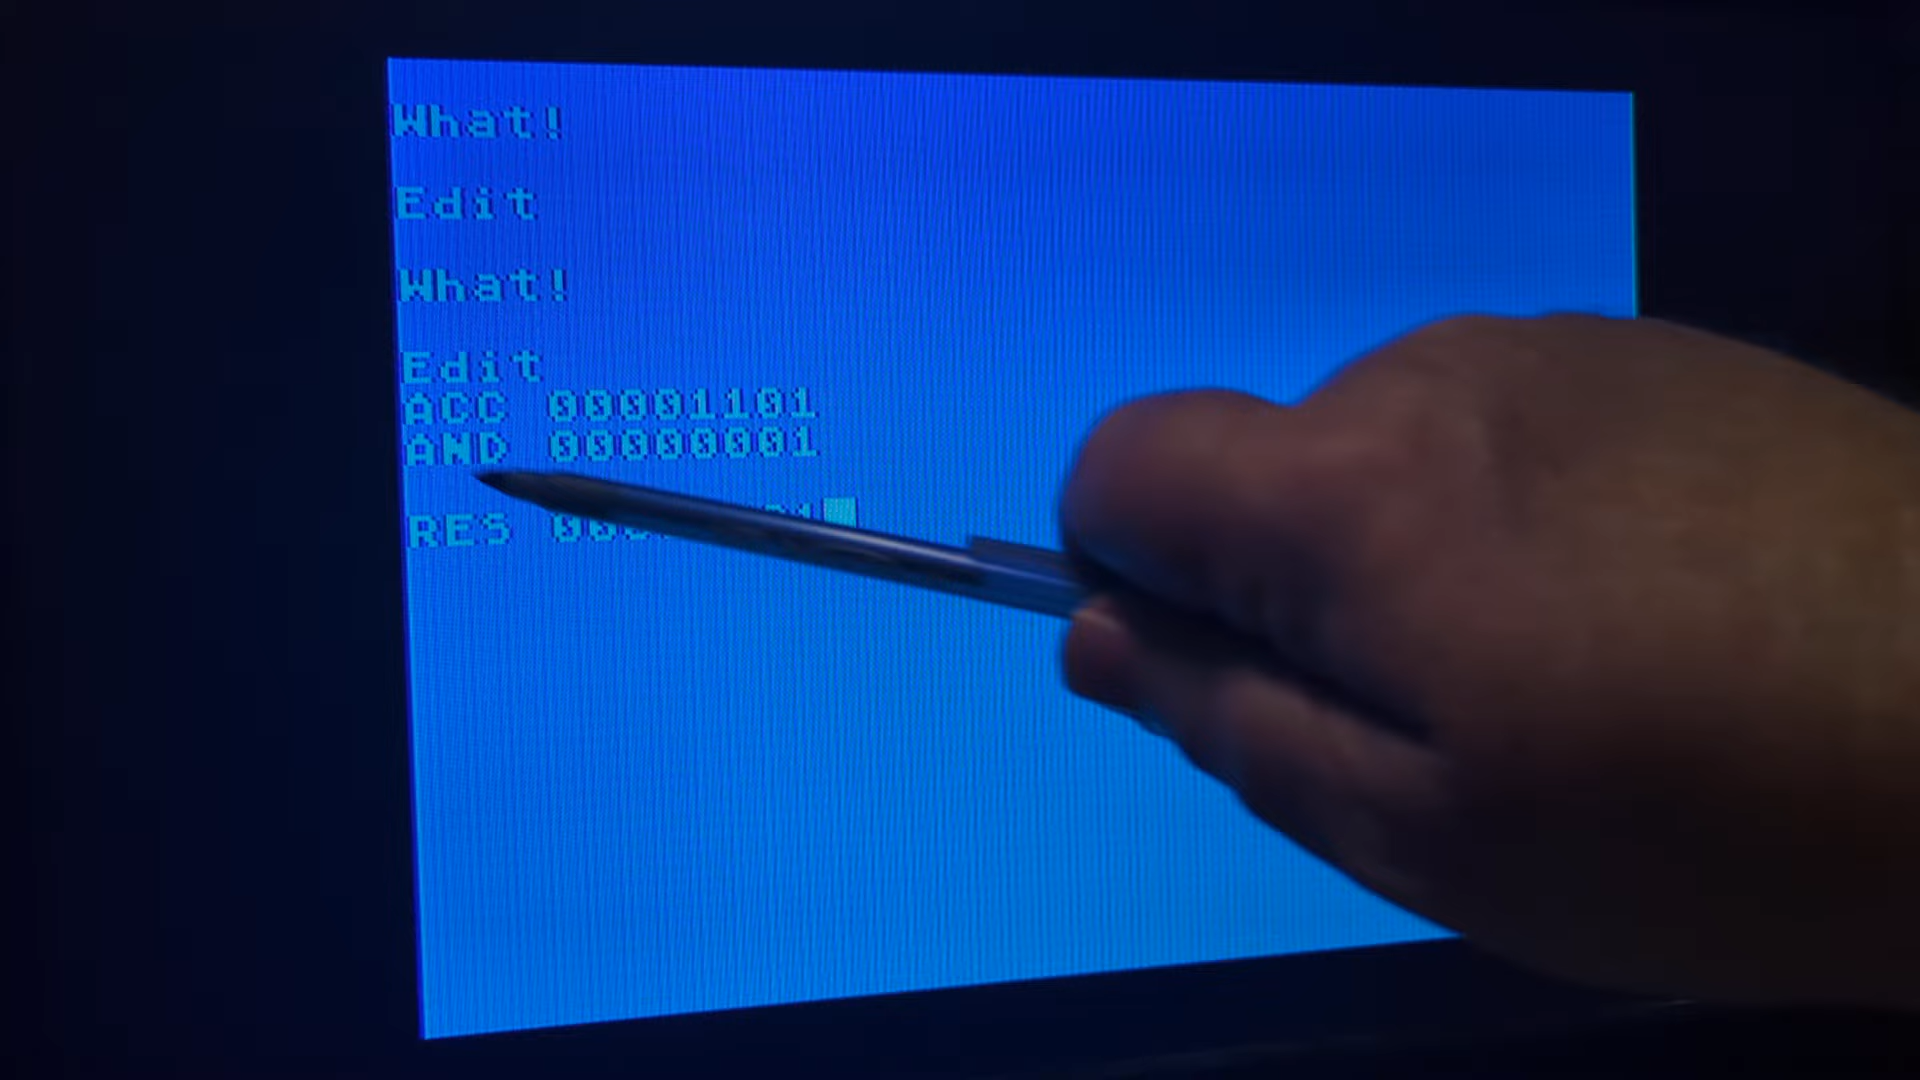 What!
Edit
What!
Edit
ACC 00001101
AND 00000001
RES